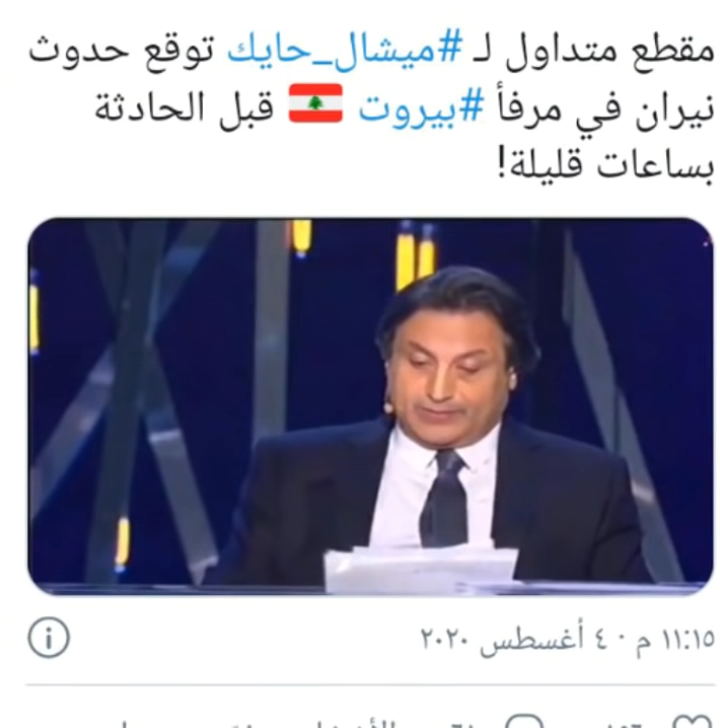 مقطع متداول لـ #ميشال_حايك توقع حدوث
نيران في مرفأ #بيروت 🇱🇧 قبل الحادثة
بساعات قليلة!
١١:١٥ م · ٤ أغسطس ٢٠٢٠